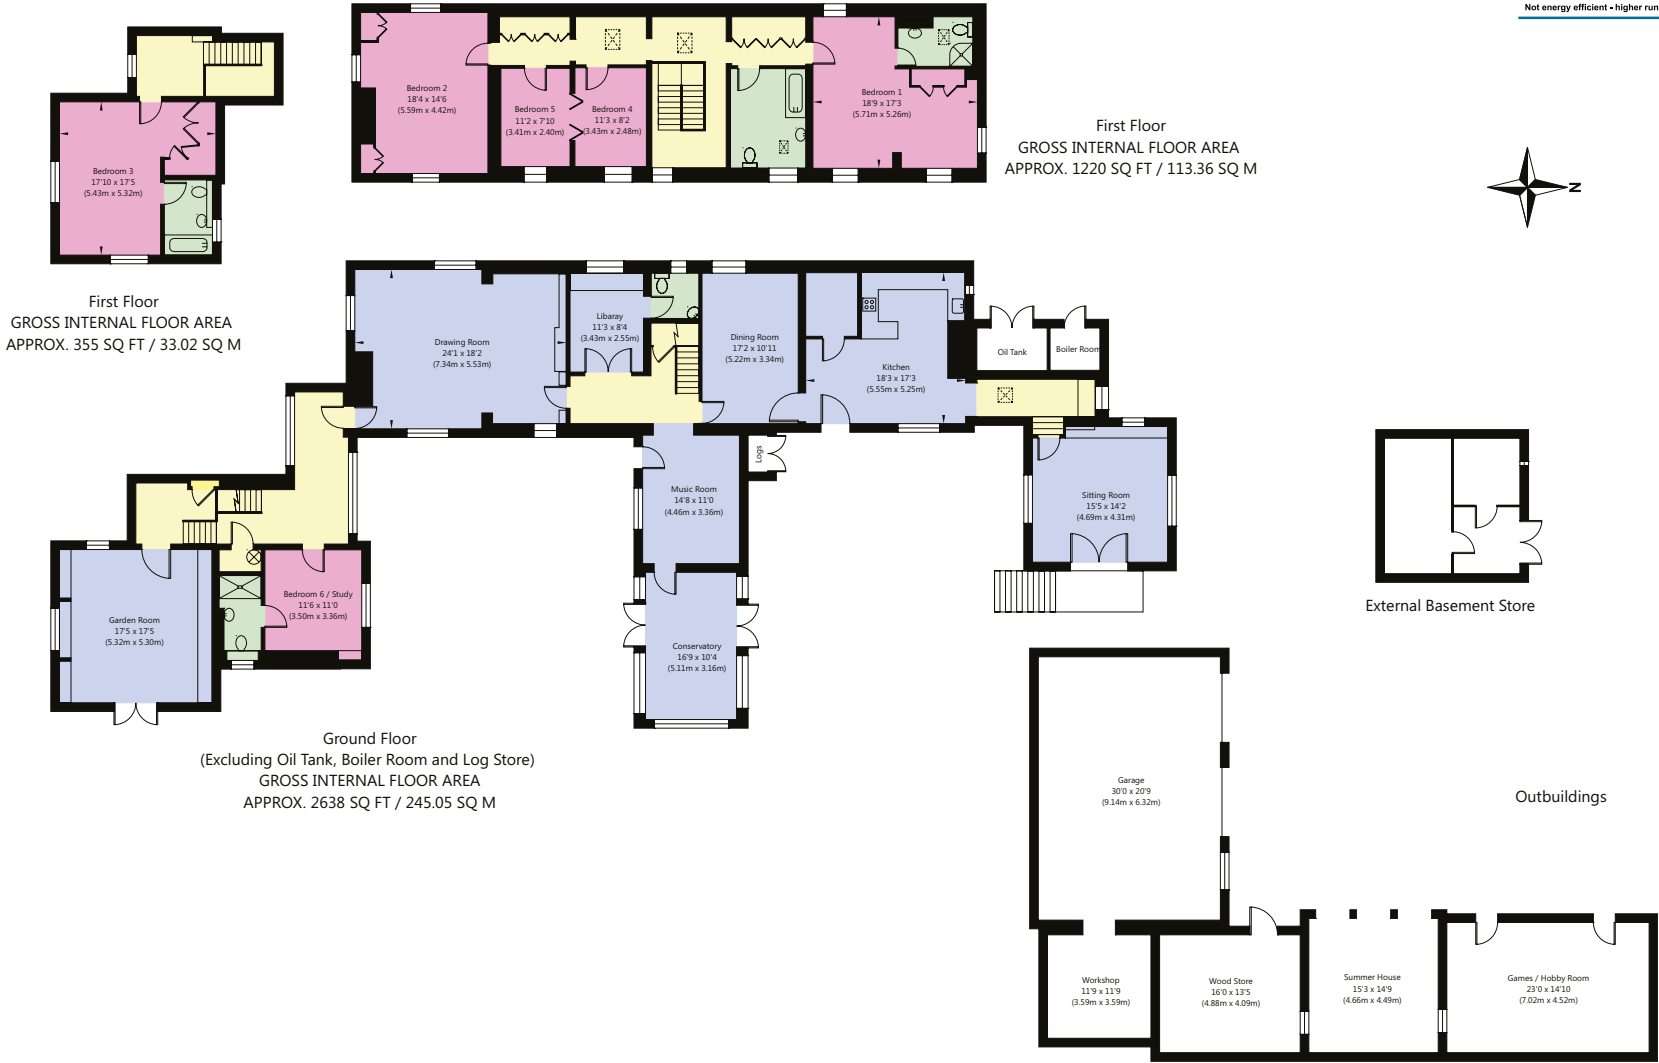 Not energy efficient - higher run
Bedroom 2
18'4 x 14'6
(5.59m x 4.42m)
Bedroom 5
11'2 x 7'10
(3.41m x 2.40m)
Bedroom 4
11'3 x 8'2
(3.43m x 2.48m)
Bedroom 1
18'9 x 17'3
(5.71m x 5.26m)
First Floor
GROSS INTERNAL FLOOR AREA
APPROX. 1220 SQ FT / 113.36 SQ M
Bedroom 3
17'10 x 17'5
(5.43m x 5.32m)
N
First Floor
GROSS INTERNAL FLOOR AREA
APPROX. 355 SQ FT / 33.02 SQ M
Drawing Room
24'1 x 18'2
(7.34m x 5.53m)
Libaray
11'3 x 8'4
(3.43m x 2.55m)
Dining Room
17'2 x 10'11
(5.22m x 3.34m)
Kitchen
18'3 x 17'3
(5.55m x 5.25m)
Oil Tank
Boiler Room
Logs
Music Room
14'8 x 11'0
(4.46m x 3.36m)
Sitting Room
15'5 x 14'2
(4.69m x 4.31m)
Garden Room
17'5 x 17'5
(5.32m x 5.30m)
Bedroom 6 / Study
11'6 x 11'0
(3.50m x 3.36m)
Conservatory
16'9 x 10'4
(5.11m x 3.16m)
External Basement Store
Ground Floor
(Excluding Oil Tank, Boiler Room and Log Store)
GROSS INTERNAL FLOOR AREA
APPROX. 2638 SQ FT / 245.05 SQ M
Garage
30'0 x 20'9
(9.14m x 6.32m)
Outbuildings
Workshop
11'9 x 11'9
(3.59m x 3.59m)
Wood Store
16'0 x 13'5
(4.88m x 4.09m)
Summer House
15'3 x 14'9
(4.66m x 4.49m)
Games / Hobby Room
23'0 x 14'10
(7.02m x 4.52m)